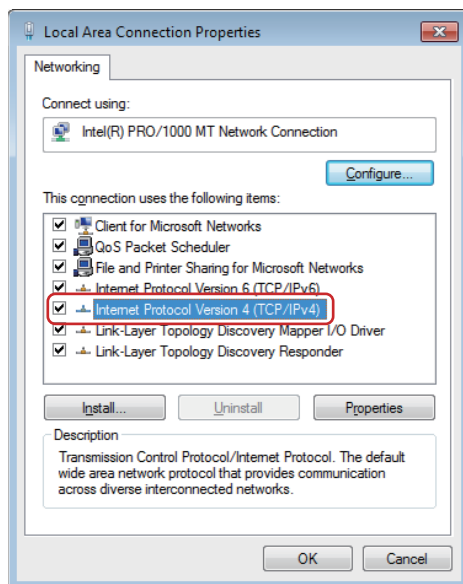 Local Area Connection Properties
Networking
Connect using:
Intel(R) PRO/1000 MT Network Connection
Configure...
This connection uses the following items:
Client for Microsoft Networks
QoS Packet Scheduler
File and Printer Sharing for Microsoft Networks
Internet Protocol Version 6 (TCP/IPv6)
Internet Protocol Version 4 (TCP/IPv4)
Link-Layer Topology Discovery Mapper I/O Driver
Link-Layer Topology Discovery Responder
Install... Uninstall Properties
Description
Transmission Control Protocol/Internet Protocol. The default
wide area network protocol that provides communication
across diverse interconnected networks.
OK Cancel